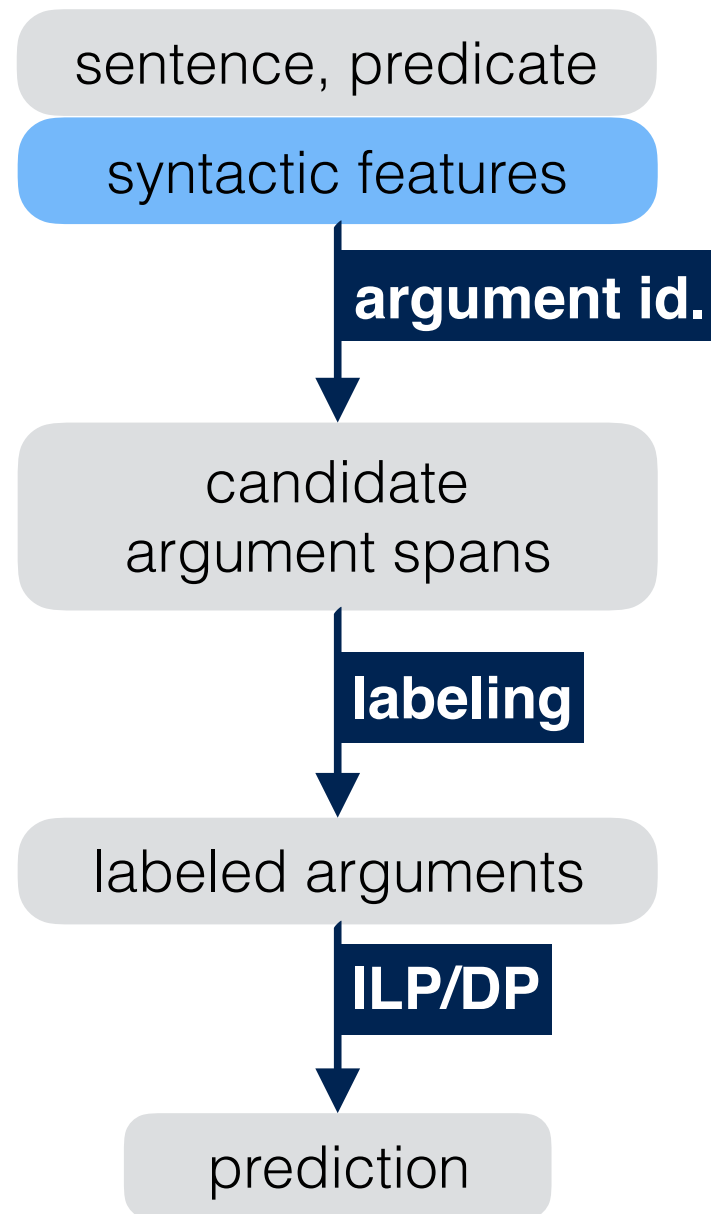 sentence, predicate
syntactic features
argument id.
candidate
argument spans
labeling
labeled arguments
ILP/DP
prediction